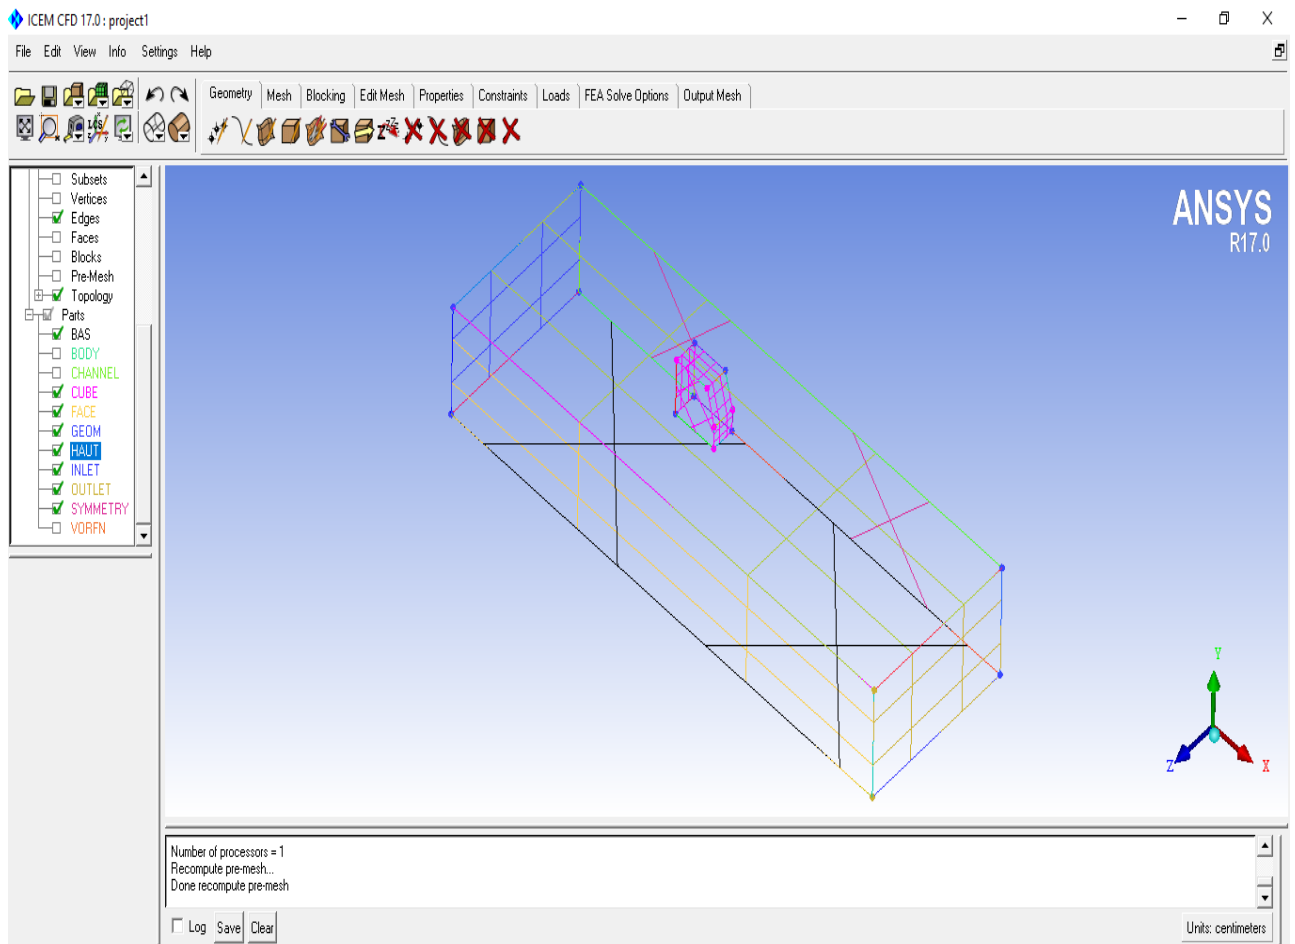 ICEM CFD 17.0 : project1
File Edit View Info Settings Help
Geometry Mesh Blocking Edit Mesh Properties Constraints Loads FEA Solve Options Output Mesh
Subsets
Vertices
Edges
Faces
Blocks
Pre-Mesh
Topology
Parts
BAS
BODY
CHANNEL
CUBE
FACE
GEOM
HAUT
INLET
OUTLET
SYMMETRY
VORFN
ANSYS
R17.0
Y
Z
X
Number of processors = 1
Recompute pre-mesh...
Done recompute pre-mesh
Log Save Clear
Units: centimeters